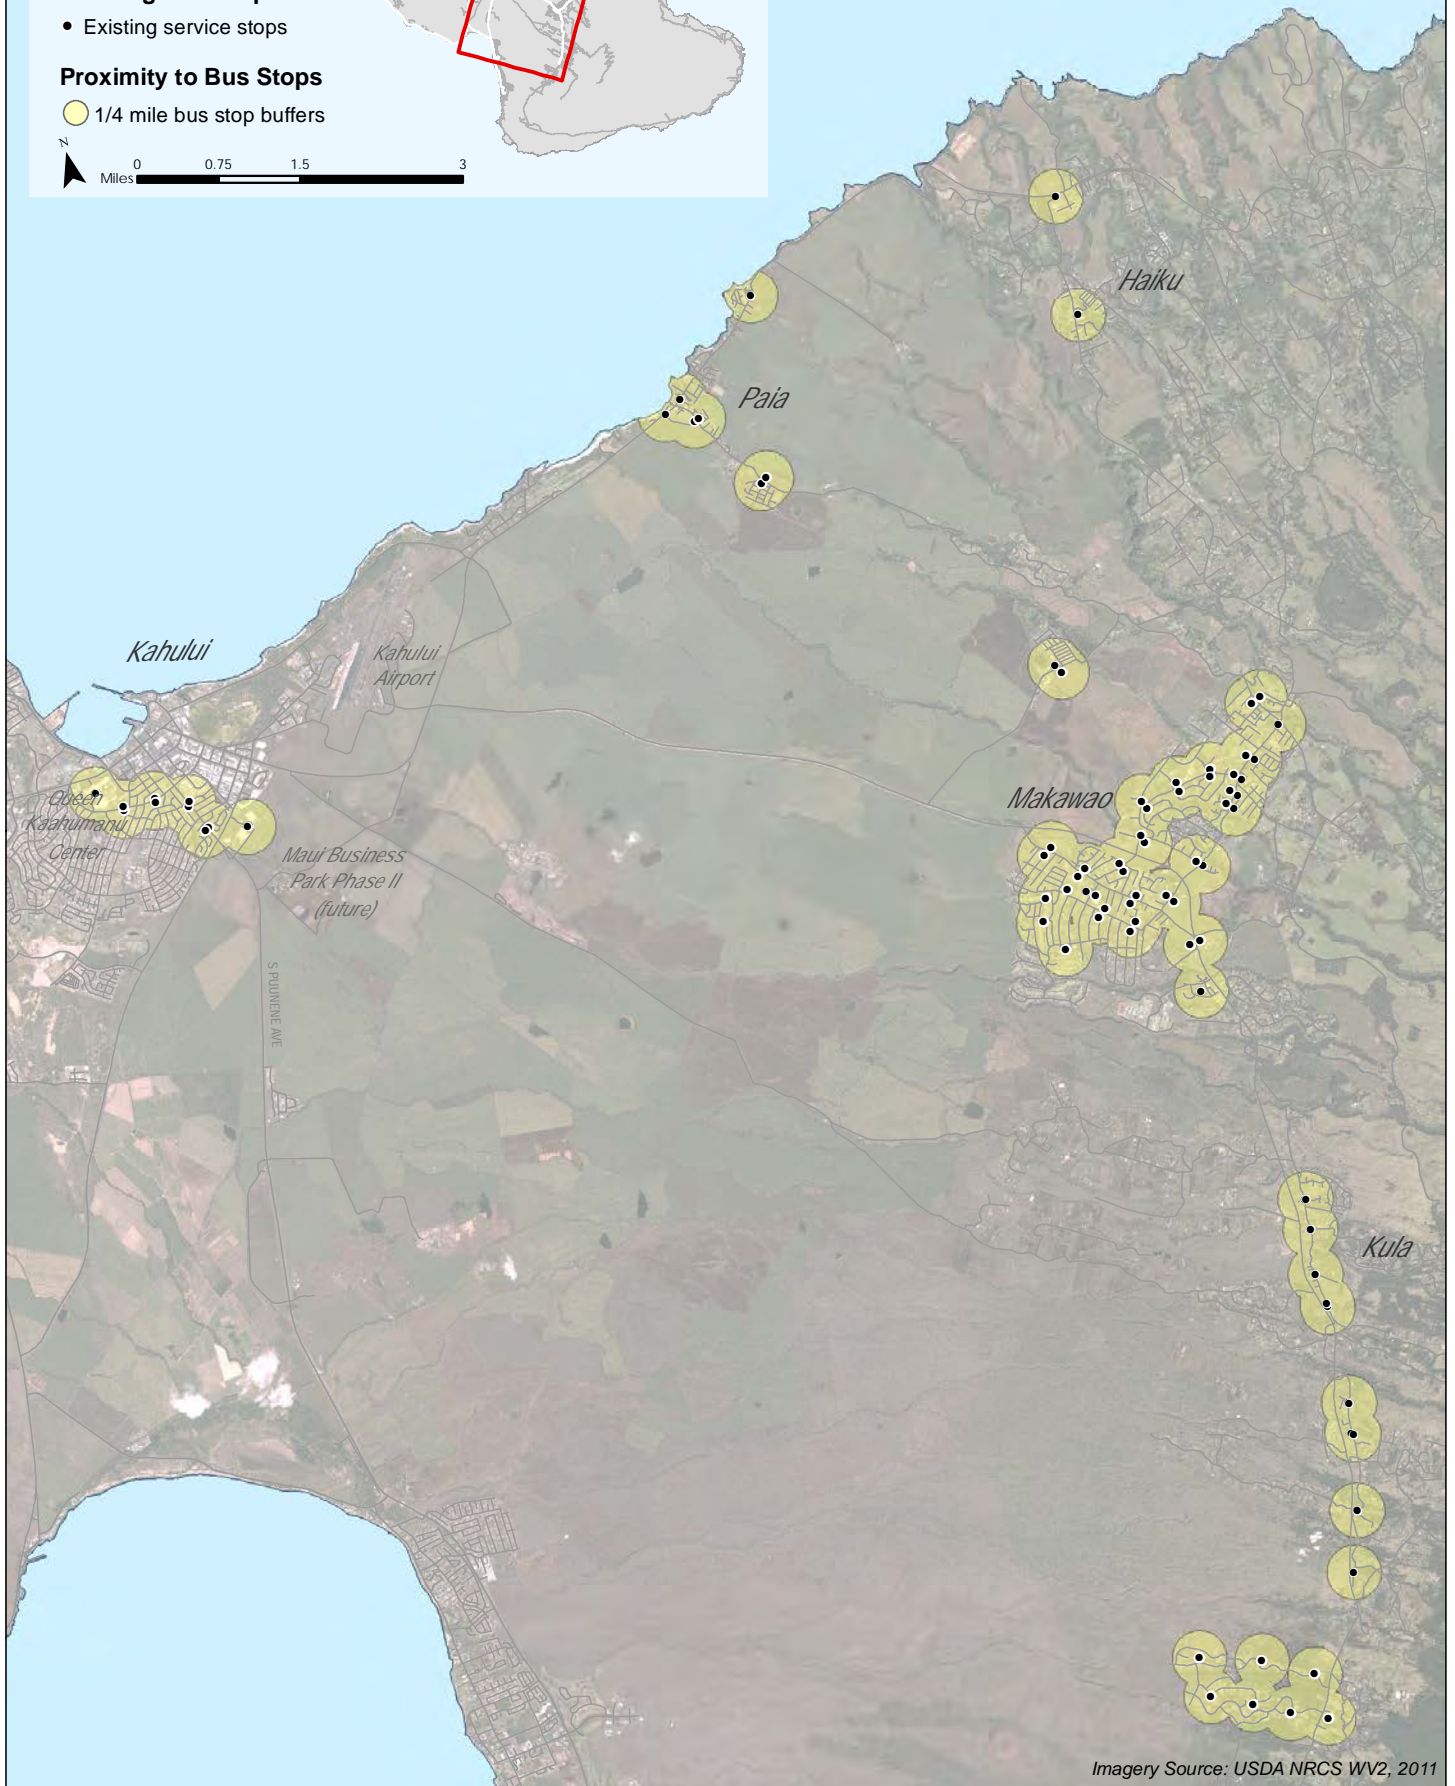 Existing service stops
Proximity to Bus Stops
1/4 mile bus stop buffers
N
0 0.75 1.5 3
Miles
Haiku
Paia
Kahului
Kahului
Airport
Makawao
Queen
Kaahumanu
Center
Maui Business
Park Phase II
(future)
S PUUNENE AVE
Kula
Imagery Source: USDA NRCS WV2, 2011